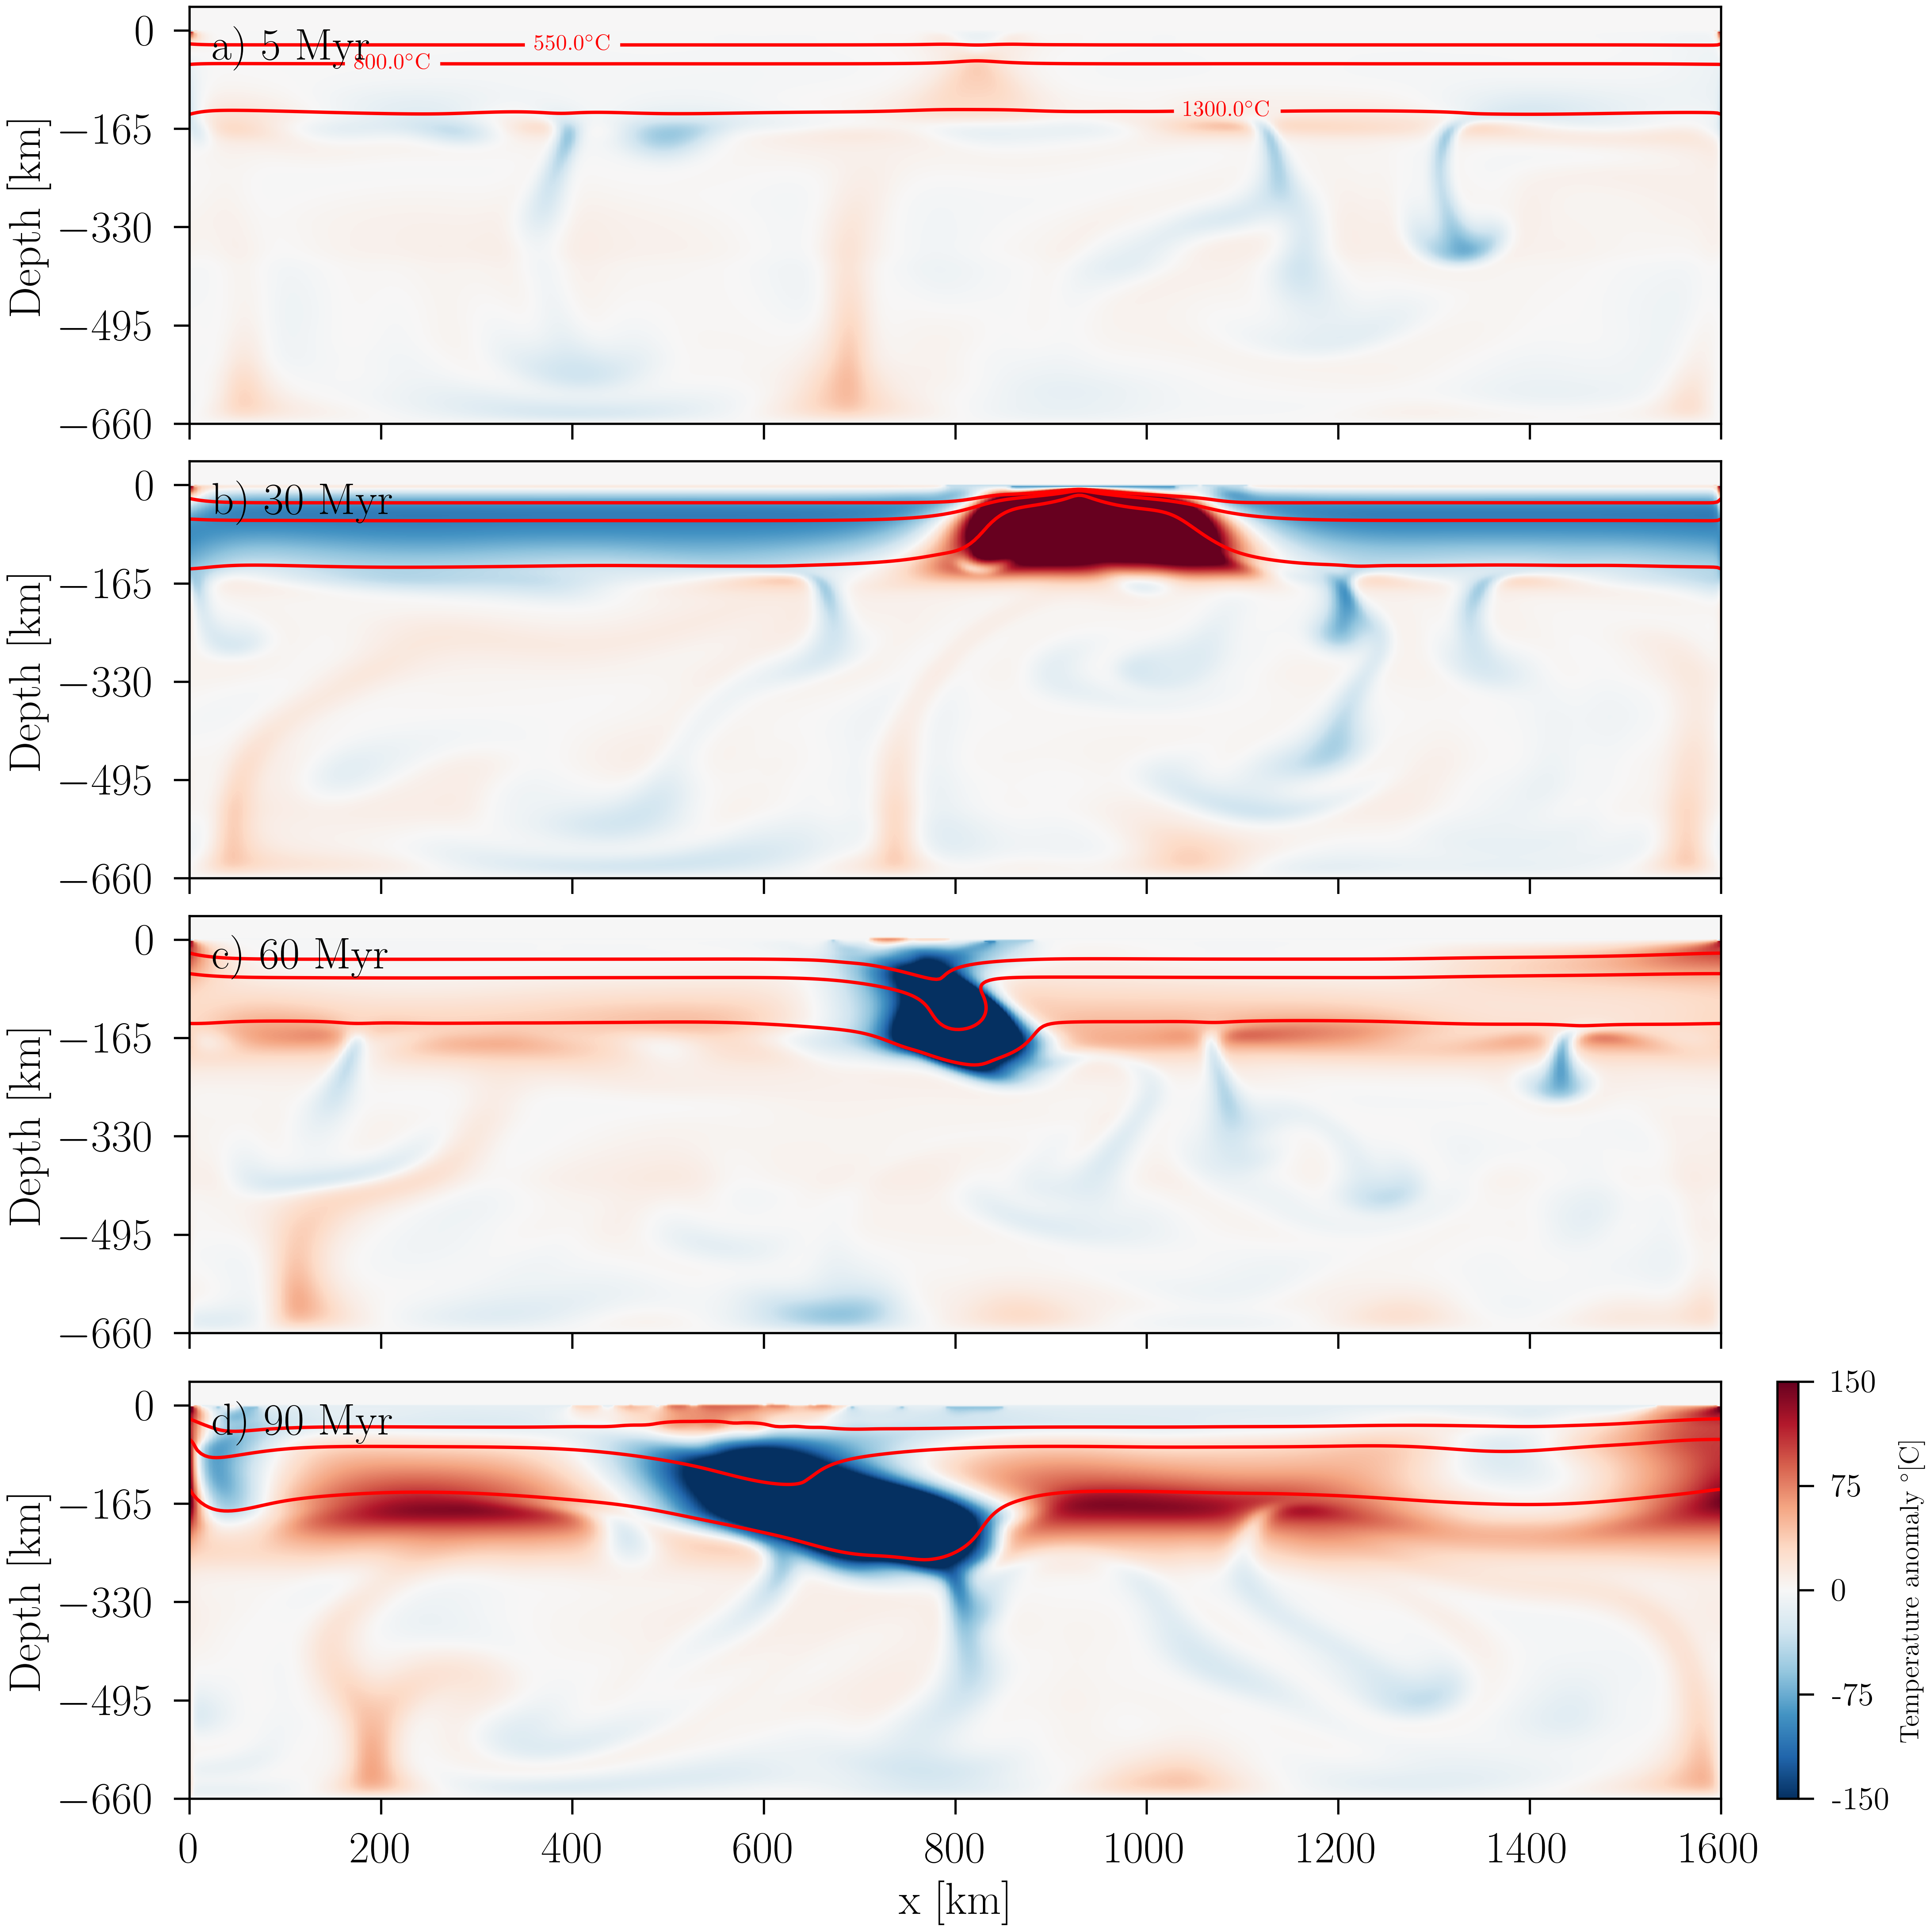 a) 5 Myr
550.0°C
800.0°C
1300.0°C
0
−165
−330
−495
−660
Depth [km]
b) 30 Myr
0
−165
−330
−495
−660
Depth [km]
c) 60 Myr
0
−165
−330
−495
−660
Depth [km]
d) 90 Myr
0
−165
−330
−495
−660
Depth [km]
0 200 400 600 800 1000 1200 1400 1600
x [km]
150
75
0
-75
-150
Temperature anomaly °[C]